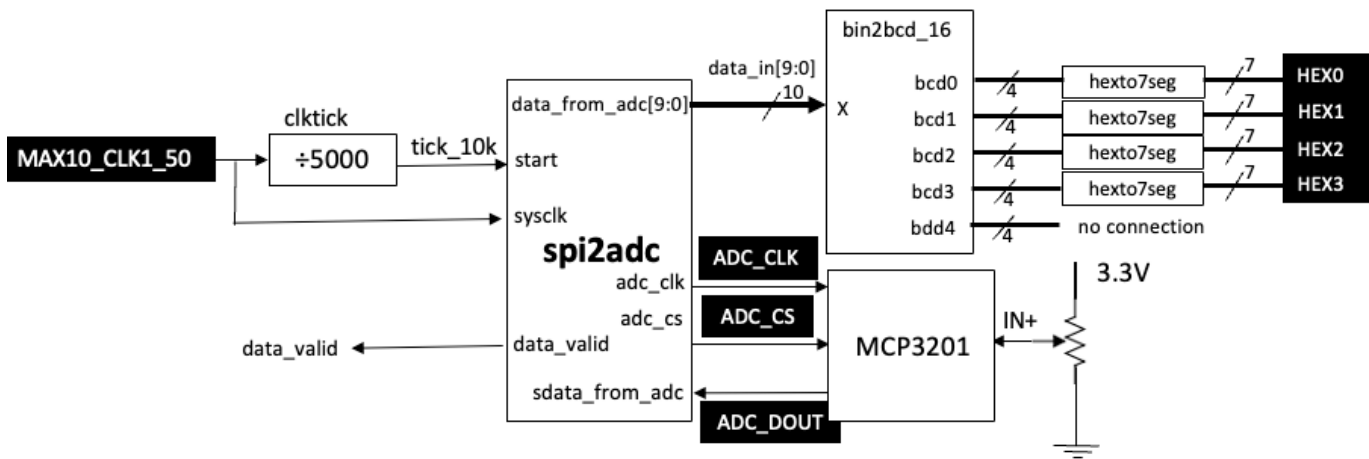 bin2bcd_16
data_in[9:0]
10
X
bcd0
4
hexto7seg
7
HEX0
bcd1
4
hexto7seg
7
HEX1
bcd2
4
hexto7seg
7
HEX2
bcd3
4
hexto7seg
7
HEX3
bdd4
4
no connection
MAX10_CLK1_50
clktick
÷5000
tick_10k
data_from_adc[9:0]
start
sysclk
spi2adc
adc_clk
adc_cs
data_valid
data_valid
sdata_from_adc
ADC_CLK
ADC_CS
ADC_DOUT
MCP3201
IN+
3.3V